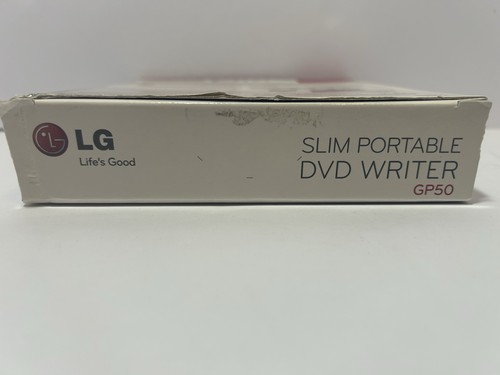 LG
Life's Good
SLIM PORTABLE
DVD WRITER
GP50